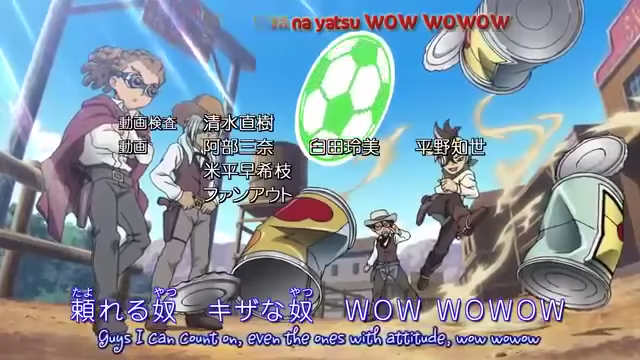 na yatsu WOW WOWOW
動画検査 清水直樹
動画 阿部三奈 臼田玲美 平野知世
米平早希枝
ファンアウト
たよ やつ やつ
頼れる奴 キザな奴 WOW WOWOW
Guys I can count on, even the ones with attitude, wow wowow